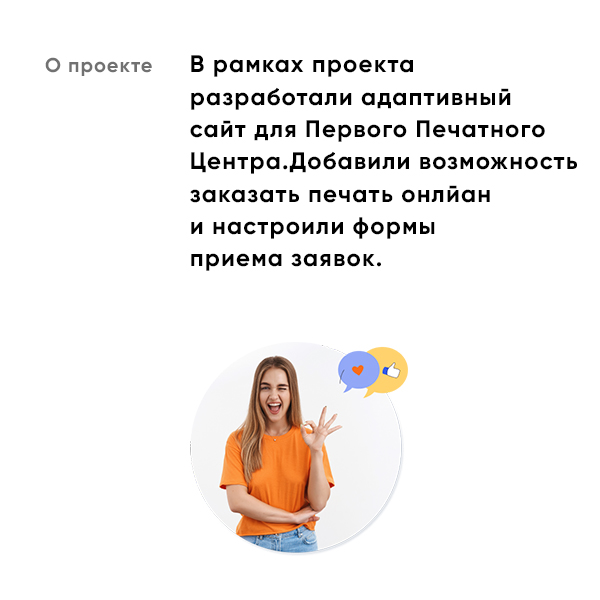 О проекте
В рамках проекта
разработали адаптивный
сайт для Первого Печатного
Центра.Добавили возможность
заказать печать онлйан
и настроили формы
приема заявок.